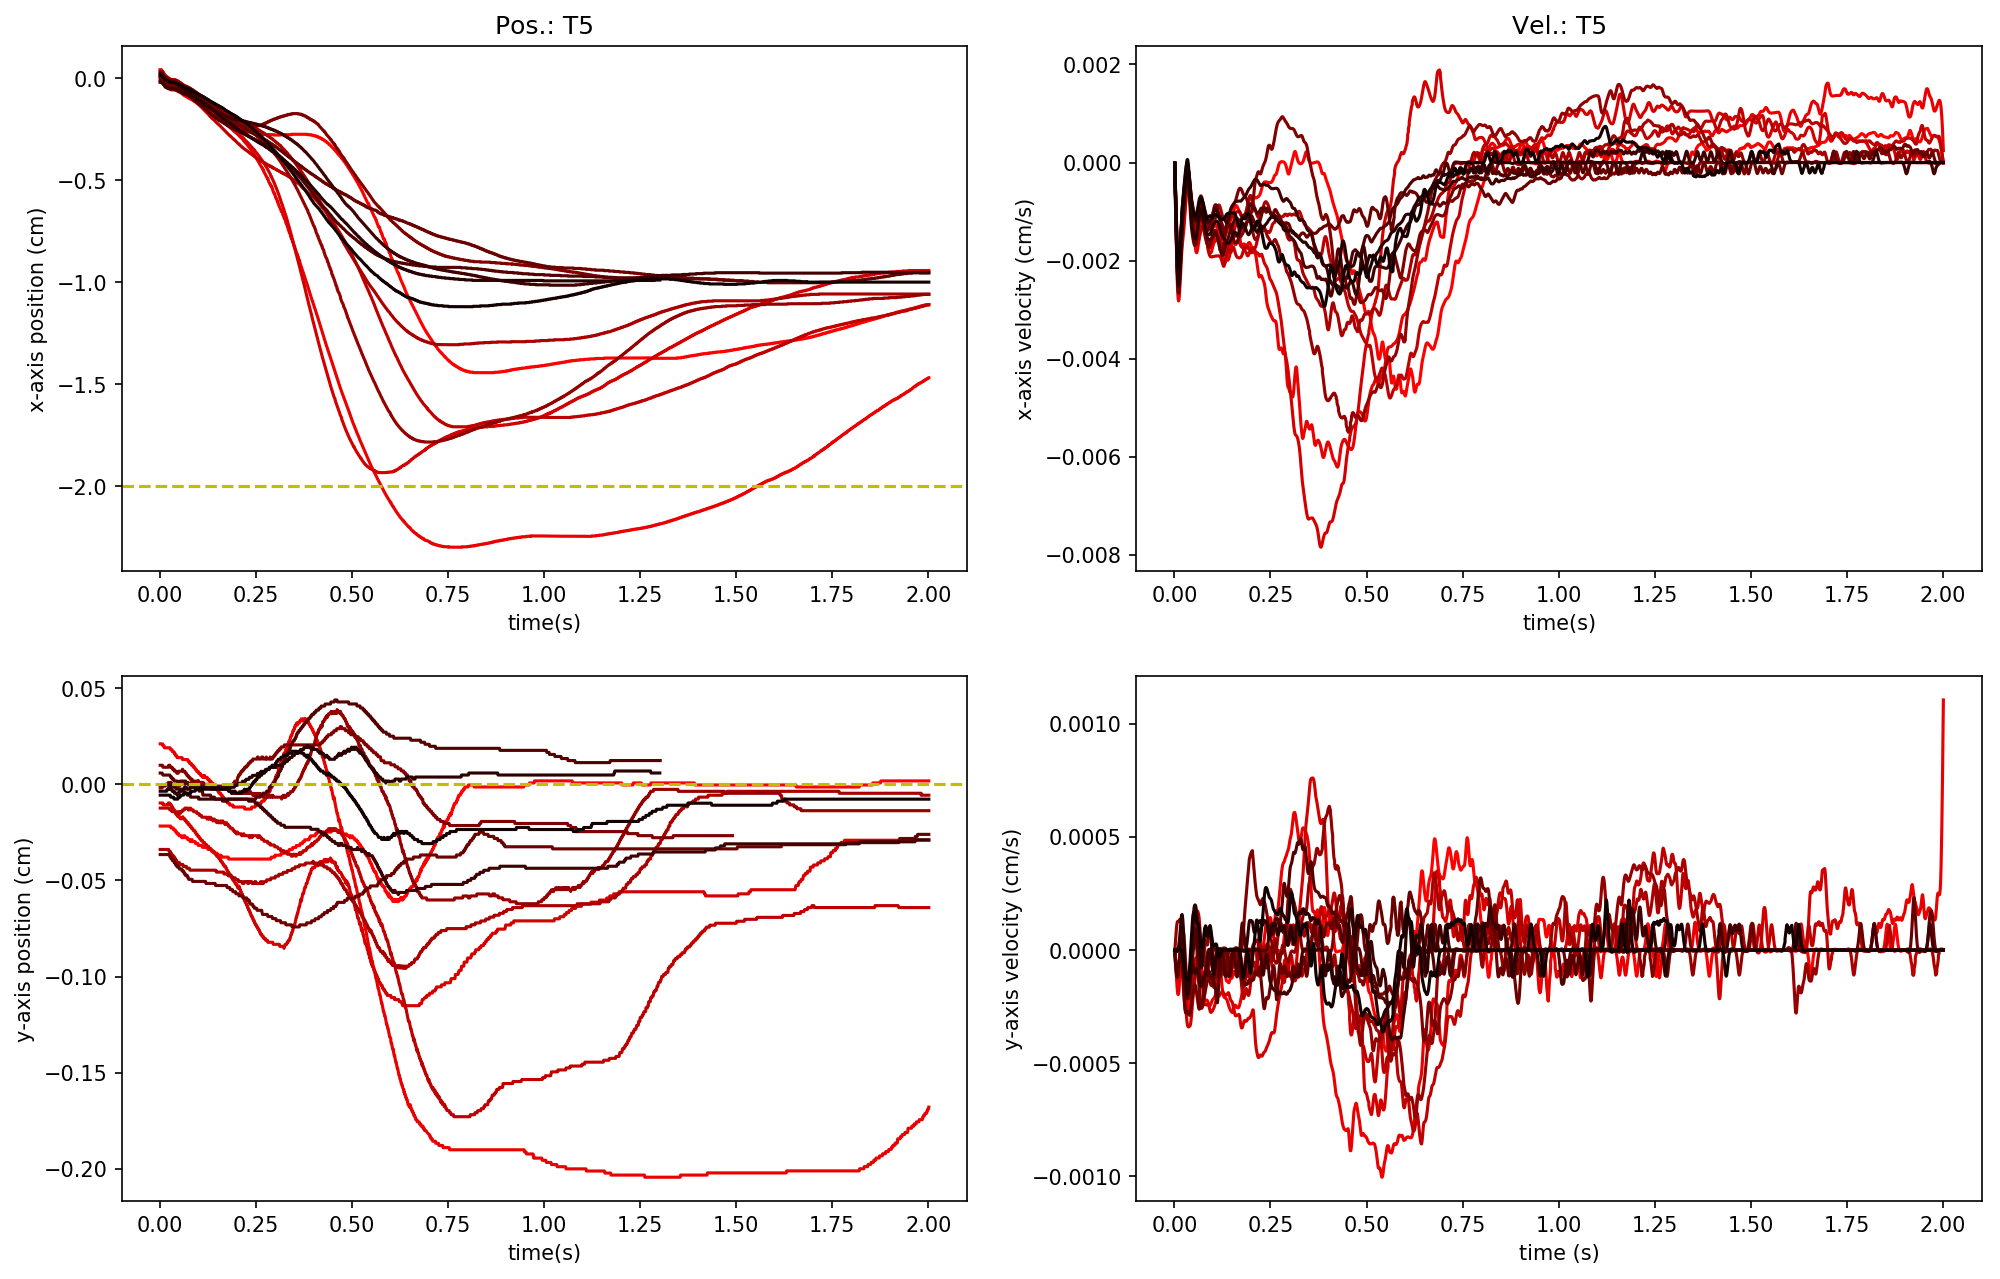 Pos.: T5
Vel.: T5
0.0
−0.5
−1.0
−1.5
−2.0
x-axis position (cm)
0.00 0.25 0.50 0.75 1.00 1.25 1.50 1.75 2.00
time(s)
0.002
0.000
−0.002
−0.004
−0.006
−0.008
x-axis velocity (cm/s)
0.00 0.25 0.50 0.75 1.00 1.25 1.50 1.75 2.00
time(s)
0.05
0.00
−0.05
−0.10
−0.15
−0.20
y-axis position (cm)
0.00 0.25 0.50 0.75 1.00 1.25 1.50 1.75 2.00
time(s)
0.0010
0.0005
0.0000
−0.0005
−0.0010
y-axis velocity (cm/s)
0.00 0.25 0.50 0.75 1.00 1.25 1.50 1.75 2.00
time (s)